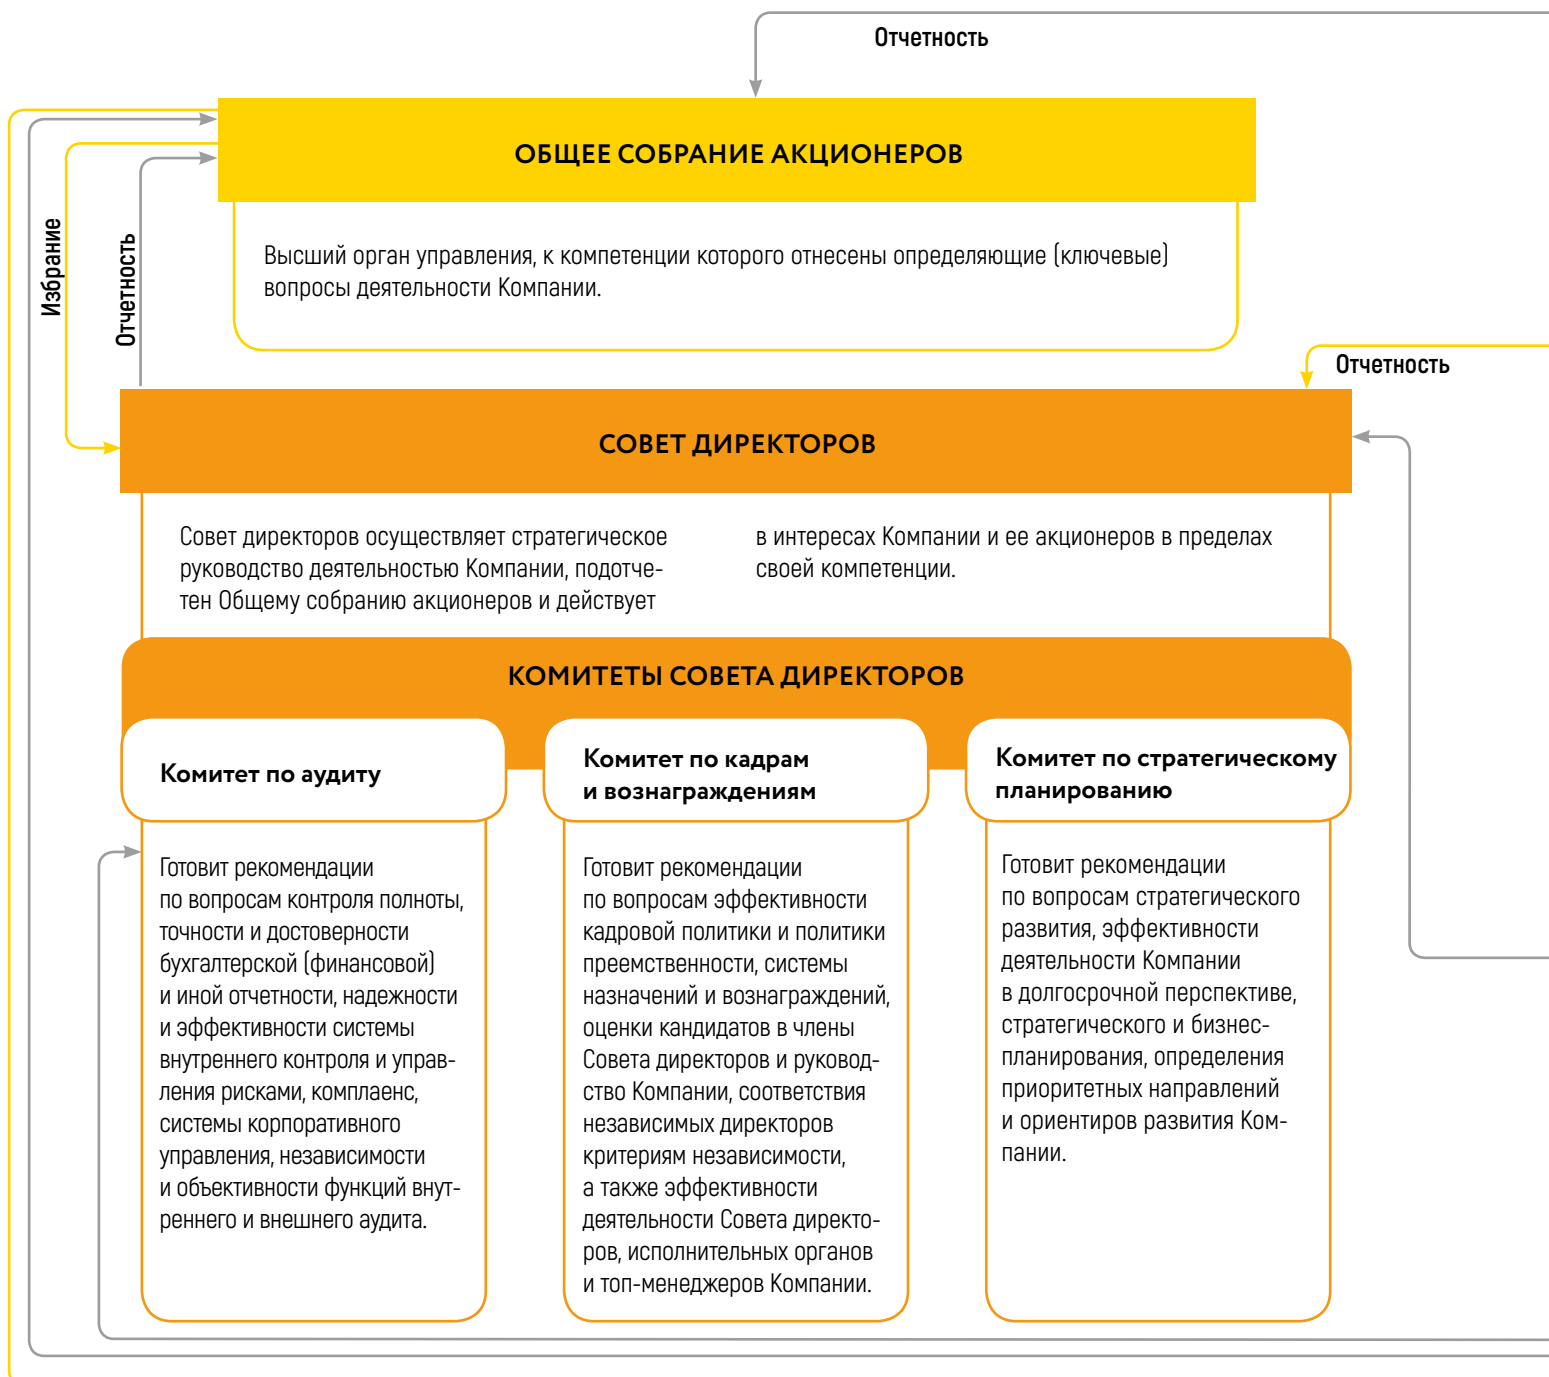 Отчетность
ОБЩЕЕ СОБРАНИЕ АКЦИОНЕРОВ
Высший орган управления, к компетенции которого отнесены определяющие (ключевые)
вопросы деятельности Компании.
Избрание
Отчетность
Отчетность
СОВЕТ ДИРЕКТОРОВ
Совет директоров осуществляет стратегическое
руководство деятельностью Компании, подотче-
тен Общему собранию акционеров и действует
в интересах Компании и ее акционеров в пределах
своей компетенции.
КОМИТЕТЫ СОВЕТА ДИРЕКТОРОВ
Комитет по аудиту
Готовит рекомендации
по вопросам контроля полноты,
точности и достоверности
бухгалтерской (финансовой)
и иной отчетности, надежности
и эффективности системы
внутреннего контроля и управ-
ления рисками, комплаенс,
системы корпоративного
управления, независимости
и объективности функций внут-
реннего и внешнего аудита.
Комитет по кадрам
и вознаграждениям
Готовит рекомендации
по вопросам эффективности
кадровой политики и политики
преемственности, системы
назначений и вознаграждений,
оценки кандидатов в члены
Совета директоров и руковод-
ство Компании, соответствия
независимых директоров
критериям независимости,
а также эффективности
деятельности Совета директо-
ров, исполнительных органов
и топ-менеджеров Компании.
Комитет по стратегическому
планированию
Готовит рекомендации
по вопросам стратегического
развития, эффективности
деятельности Компании
в долгосрочной перспективе,
стратегического и бизнес-
планирования, определения
приоритетных направлений
и ориентиров развития Ком-
пании.